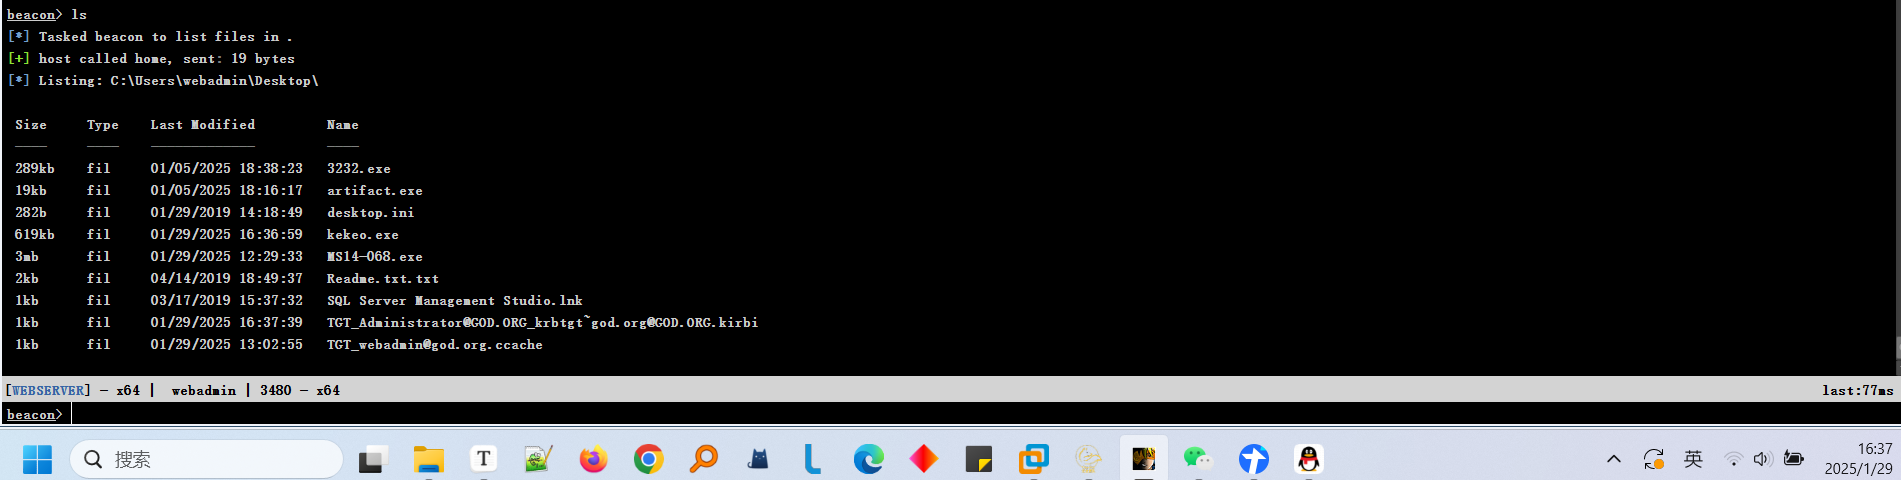 beacon> ls
[*] Tasked beacon to list files in .
[+] host called home, sent: 19 bytes
[*] Listing: C:\Users\webadmin\Desktop\
Size Type Last Modified Name
---- ---- ------------- ----
289kb fil 01/05/2025 18:38:23 3232.exe
19kb fil 01/05/2025 18:16:17 artifact.exe
282b fil 01/29/2019 14:18:49 desktop.ini
619kb fil 01/29/2025 16:36:59 kekeo.exe
3mb fil 01/29/2025 12:29:33 MS14-068.exe
2kb fil 04/14/2019 18:49:37 Readme.txt.txt
1kb fil 03/17/2019 15:37:32 SQL Server Management Studio.lnk
1kb fil 01/29/2025 16:37:39 TGT_Administrator@GOD.ORG_krbtgt~god.org@GOD.ORG.kirbi
1kb fil 01/29/2025 13:02:55 TGT_webadmin@god.org.ccache
[WEBSERVER] - x64 | webadmin | 3480 - x64 last:77ms
beacon>
搜索 T L 英 16:37
2025/1/29